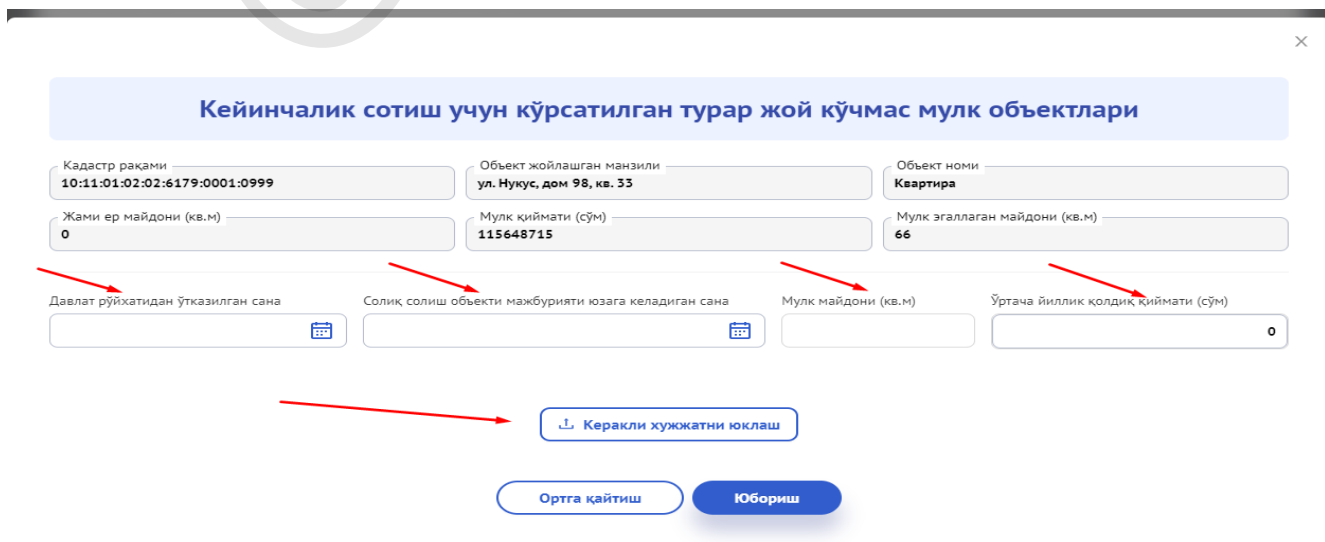 Кейинчалик сотиш учун кўрсатилган турар жой кўчмас мулк объектлари
Кадастр рақами
10:11:01:02:02:6179:0001:0999
Объект жойлашган манзили
ул. Нукус, дом 98, кв. 33
Объект номи
Квартира
Жами ер майдони (кв.м)
0
Мулк қиймати (сўм)
115648715
Мулк эгаллаган майдони (кв.м)
66
Давлат рўйхатидан ўтказилган сана
Солиқ солиш объекти мажбурияти юзага келадиган сана
Мулк майдони (кв.м)
Ўртача йиллик қолдиқ қиймати (сўм)
0
Керакли хужжатни юклаш
Ортга қайтиш
Юбориш